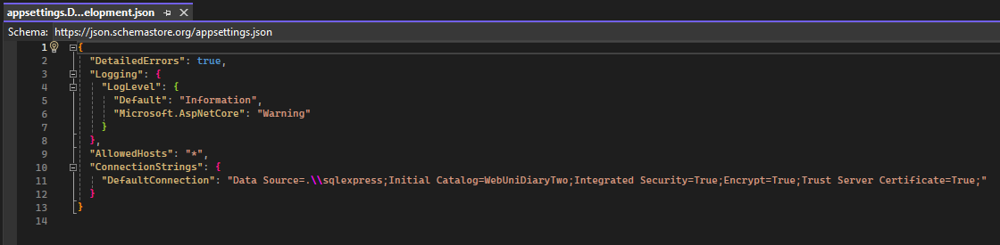 appsettings.D...elopment.json
Schema: https://json.schemastore.org/appsettings.json
1 {
2 "DetailedErrors": true,
3 "Logging": {
4 "LogLevel": {
5 "Default": "Information",
6 "Microsoft.AspNetCore": "Warning"
7 }
8 },
9 "AllowedHosts": "*",
10 "ConnectionStrings": {
11 "DefaultConnection": "Data Source=.\\sqlexpress;Initial Catalog=WebUniDiaryTwo;Integrated Security=True;Encrypt=True;Trust Server Certificate=True;"
12 }
13 }
14